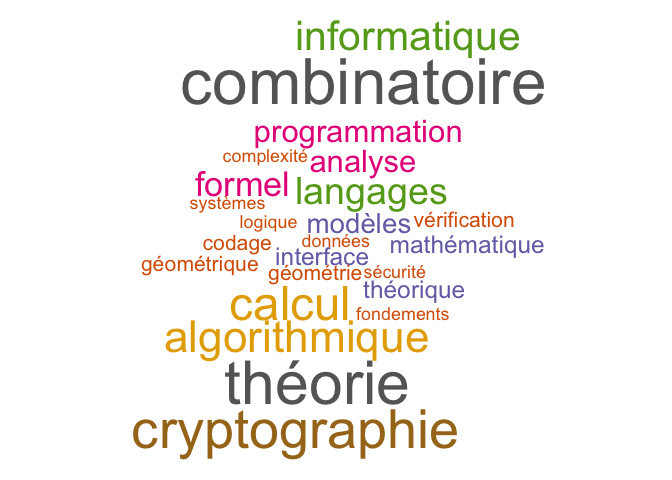 informatique
combinatoire
programmation
complexité analyse
formel langages
systèmes
logique modèles vérification
codage données mathématique
géométrique interface
géométrie sécurité
calcul théorique
fondements
algorithmique
théorie
cryptographie